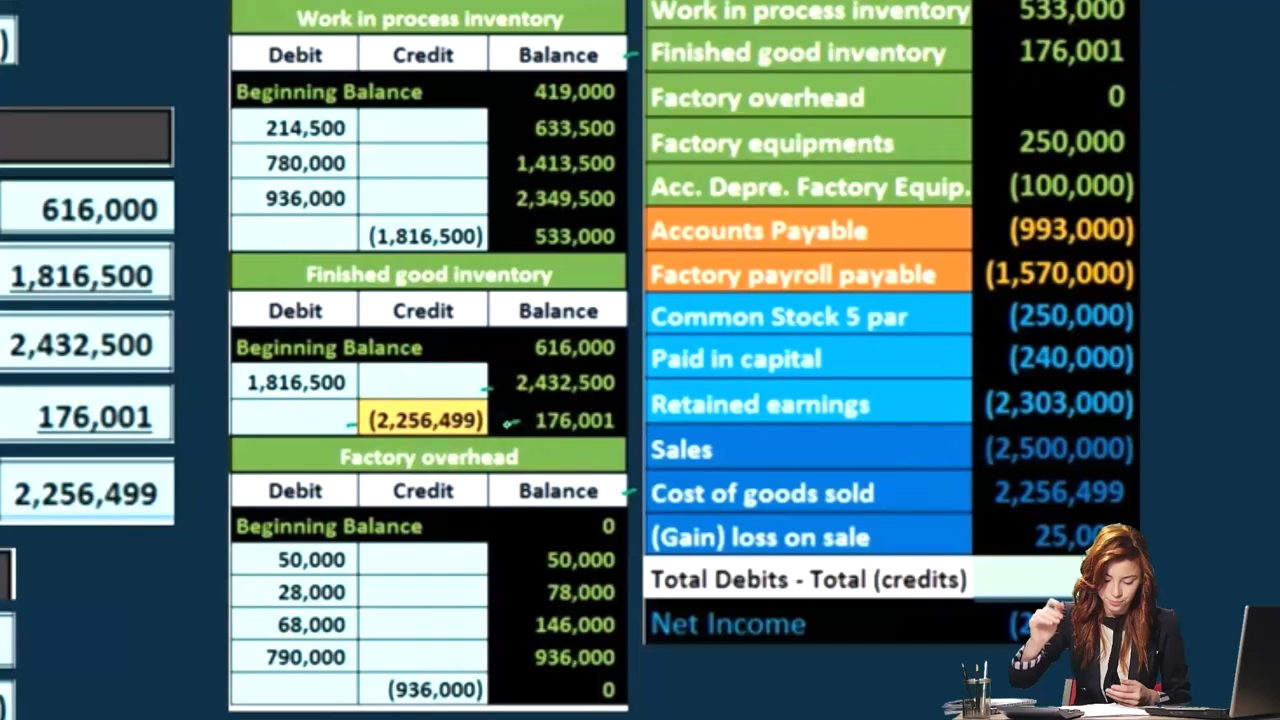 )
616,000
1,816,500
2,432,500
176,001
2,256,499
)
Work in process inventory
Debit Credit Balance
Beginning Balance 419,000
214,500 633,500
780,000 1,413,500
936,000 2,349,500
(1,816,500) 533,000
Finished good inventory
Debit Credit Balance
Beginning Balance 616,000
1,816,500 2,432,500
(2,256,499) 176,001
Factory overhead
Debit Credit Balance
Beginning Balance 0
50,000 50,000
28,000 78,000
68,000 146,000
790,000 936,000
(936,000) 0
Work in process inventory 533,000
Finished good inventory 176,001
Factory overhead 0
Factory equipments 250,000
Acc. Depre. Factory Equip. (100,000)
Accounts Payable (993,000)
Factory payroll payable (1,570,000)
Common Stock 5 par (250,000)
Paid in capital (240,000)
Retained earnings (2,303,000)
Sales (2,500,000)
Cost of goods sold 2,256,499
(Gain) loss on sale
Total Debits - Total (credits)
Net Income